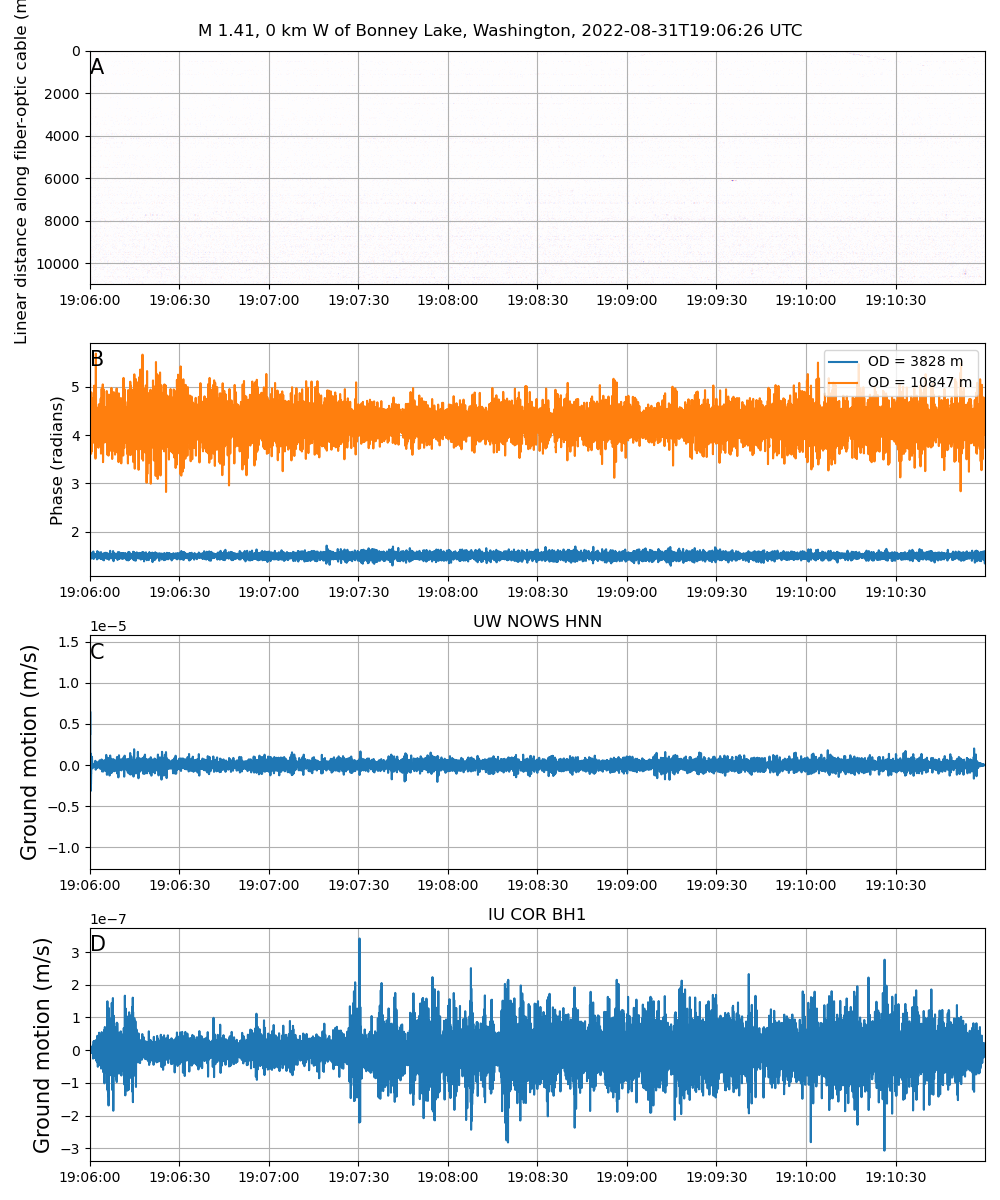 M 1.41, 0 km W of Bonney Lake, Washington, 2022-08-31T19:06:26 UTC
Linear distance along fiber-optic cable (m
A
0
2000
4000
6000
8000
10000
19:06:00 19:06:30 19:07:00 19:07:30 19:08:00 19:08:30 19:09:00 19:09:30 19:10:00 19:10:30
Phase (radians)
B
OD = 3828 m
OD = 10847 m
5
4
3
2
19:06:00 19:06:30 19:07:00 19:07:30 19:08:00 19:08:30 19:09:00 19:09:30 19:10:00 19:10:30
UW NOWS HNN
1e−5
Ground motion (m/s)
C
1.5
1.0
0.5
0.0
−0.5
−1.0
19:06:00 19:06:30 19:07:00 19:07:30 19:08:00 19:08:30 19:09:00 19:09:30 19:10:00 19:10:30
IU COR BH1
1e−7
Ground motion (m/s)
D
3
2
1
0
−1
−2
−3
19:06:00 19:06:30 19:07:00 19:07:30 19:08:00 19:08:30 19:09:00 19:09:30 19:10:00 19:10:30